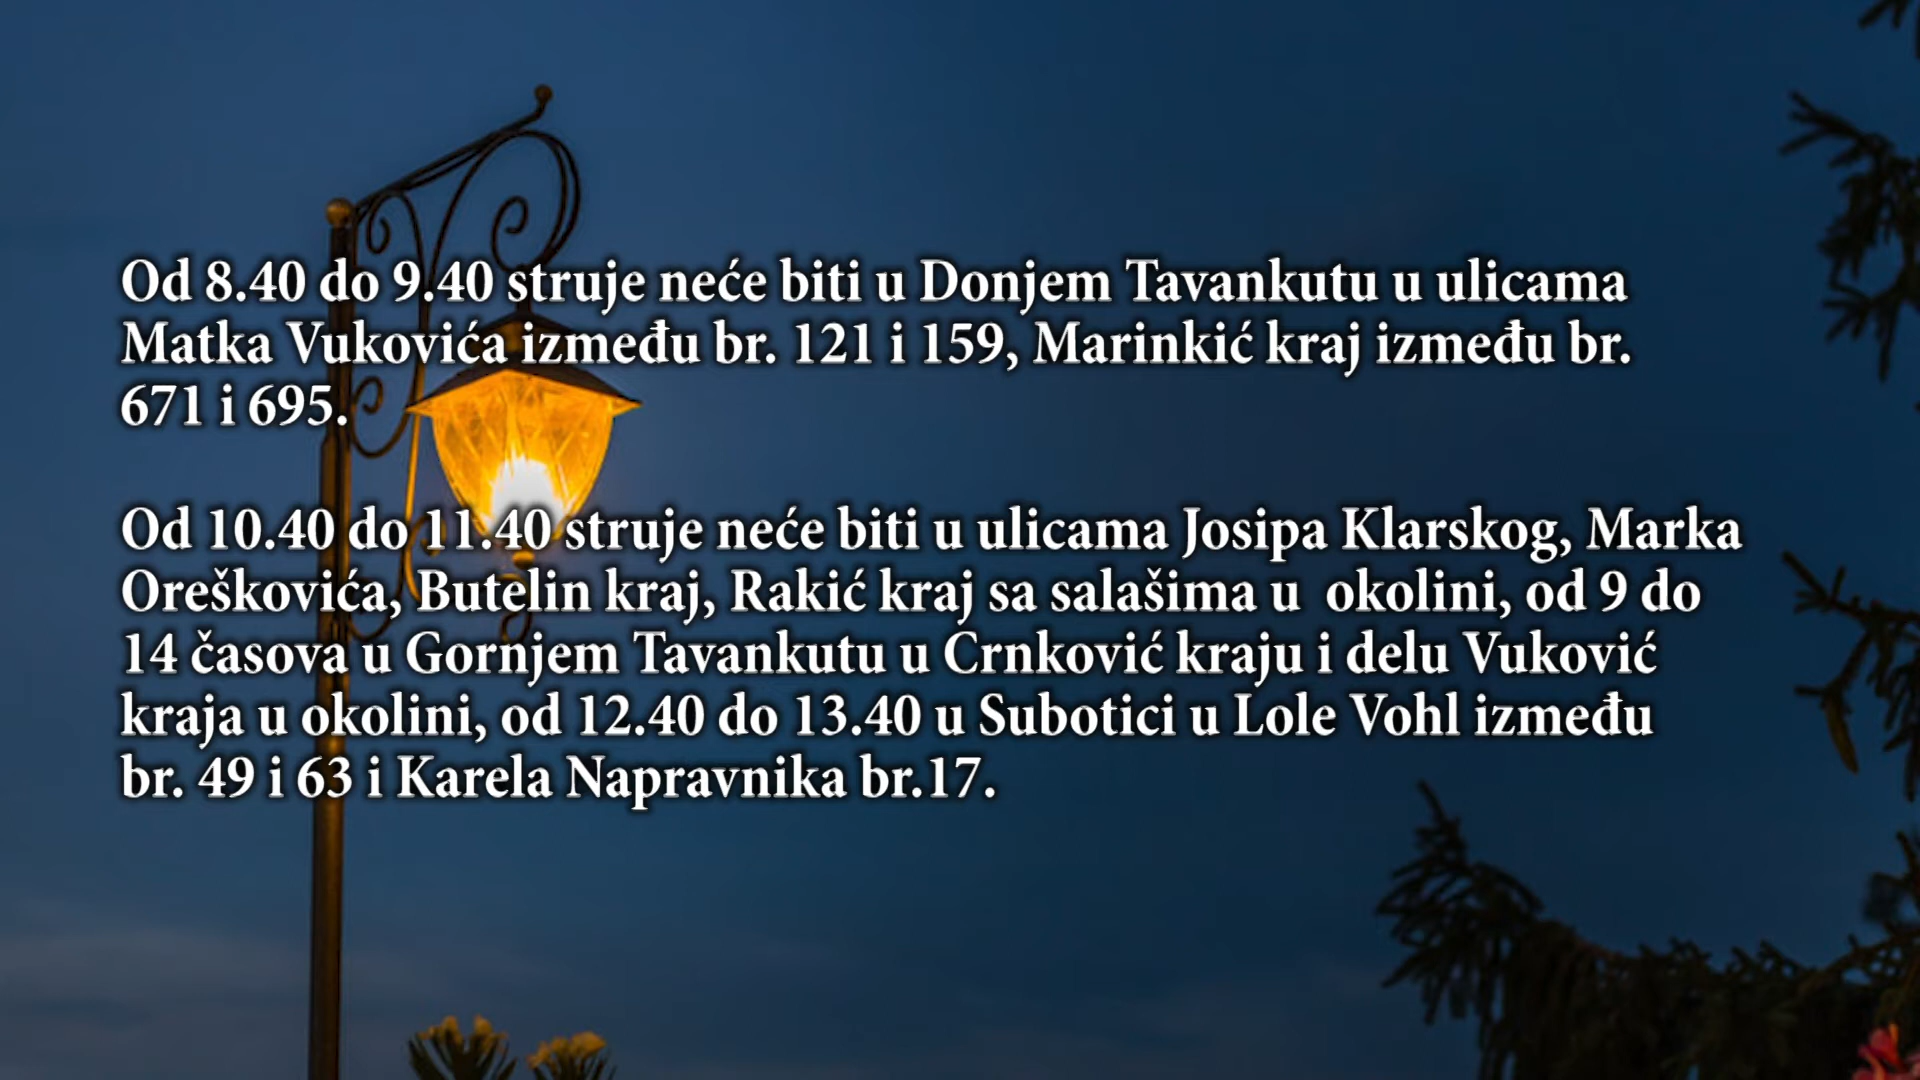 Od 8.40 do 9.40 struje neće biti u Donjem Tavankutu u ulicama
Matka Vukovića između br. 121 i 159, Marinkić kraj između br.
671 i 695.
Od 10.40 do 11.40 struje neće biti u ulicama Josipa Klarskog, Marka
Oreškovića, Butelin kraj, Rakić kraj sa salašima u  okolini, od 9 do
14 časova u Gornjem Tavankutu u Crnković kraju i delu Vuković
kraja u okolini, od 12.40 do 13.40 u Subotici u Lole Vohl između
br. 49 i 63 i Karela Napravnika br.17.